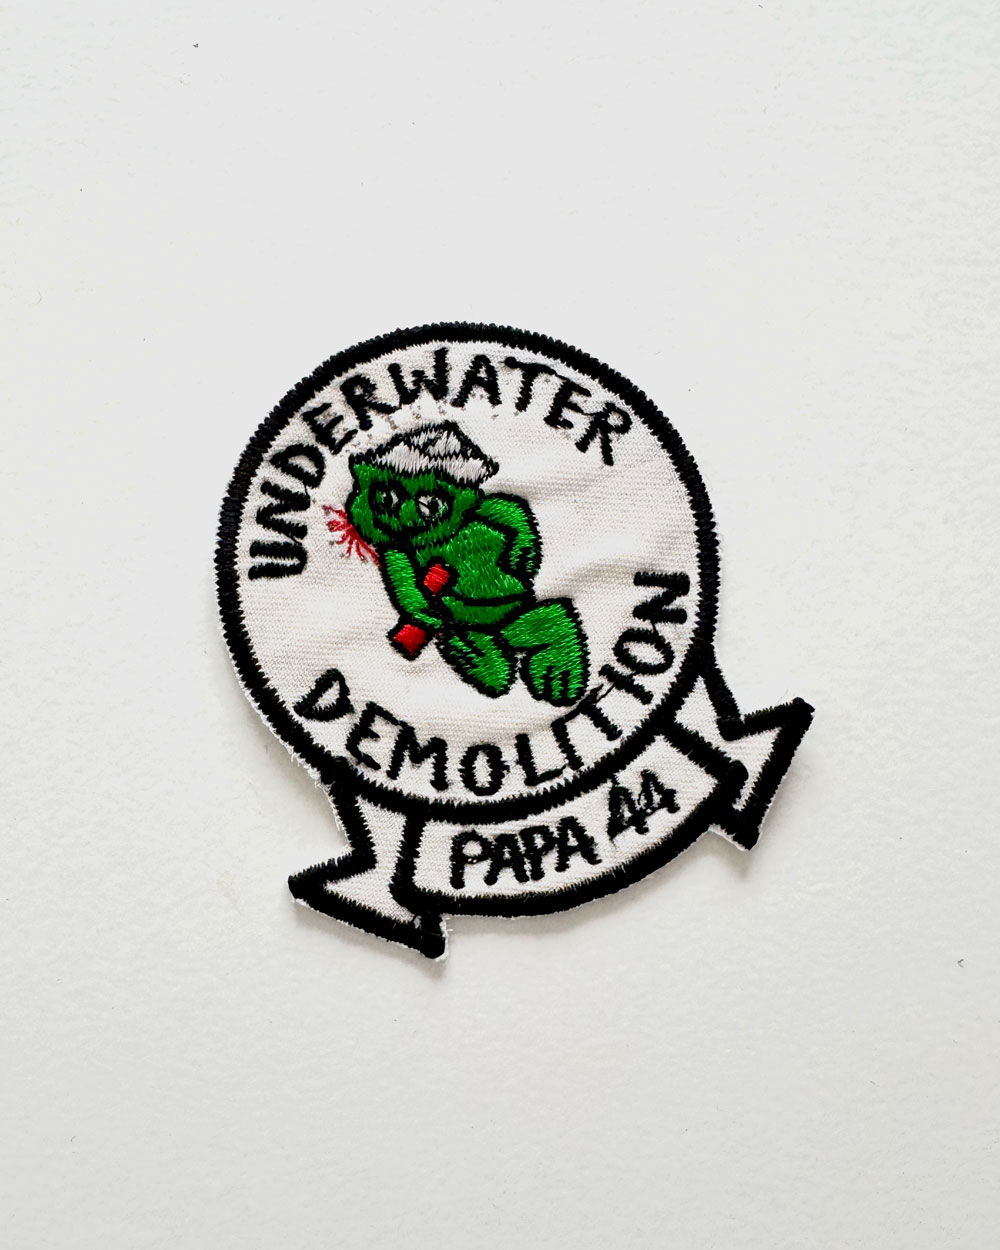 UNDERWATER
DEMOLITION
PAPA 44